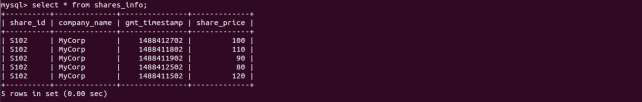 mysql> select * from shares_info;
+----------+--------------+---------------+-------------+
| share_id | company_name | gmt_timestamp | share_price |
+----------+--------------+---------------+-------------+
| S102 | MyCorp | 1488412702 | 100 |
| S102 | MyCorp | 1488411802 | 110 |
| S102 | MyCorp | 1488411902 | 90 |
| S102 | MyCorp | 1488412502 | 80 |
| S102 | MyCorp | 1488411502 | 120 |
+----------+--------------+---------------+-------------+
5 rows in set (0.00 sec)